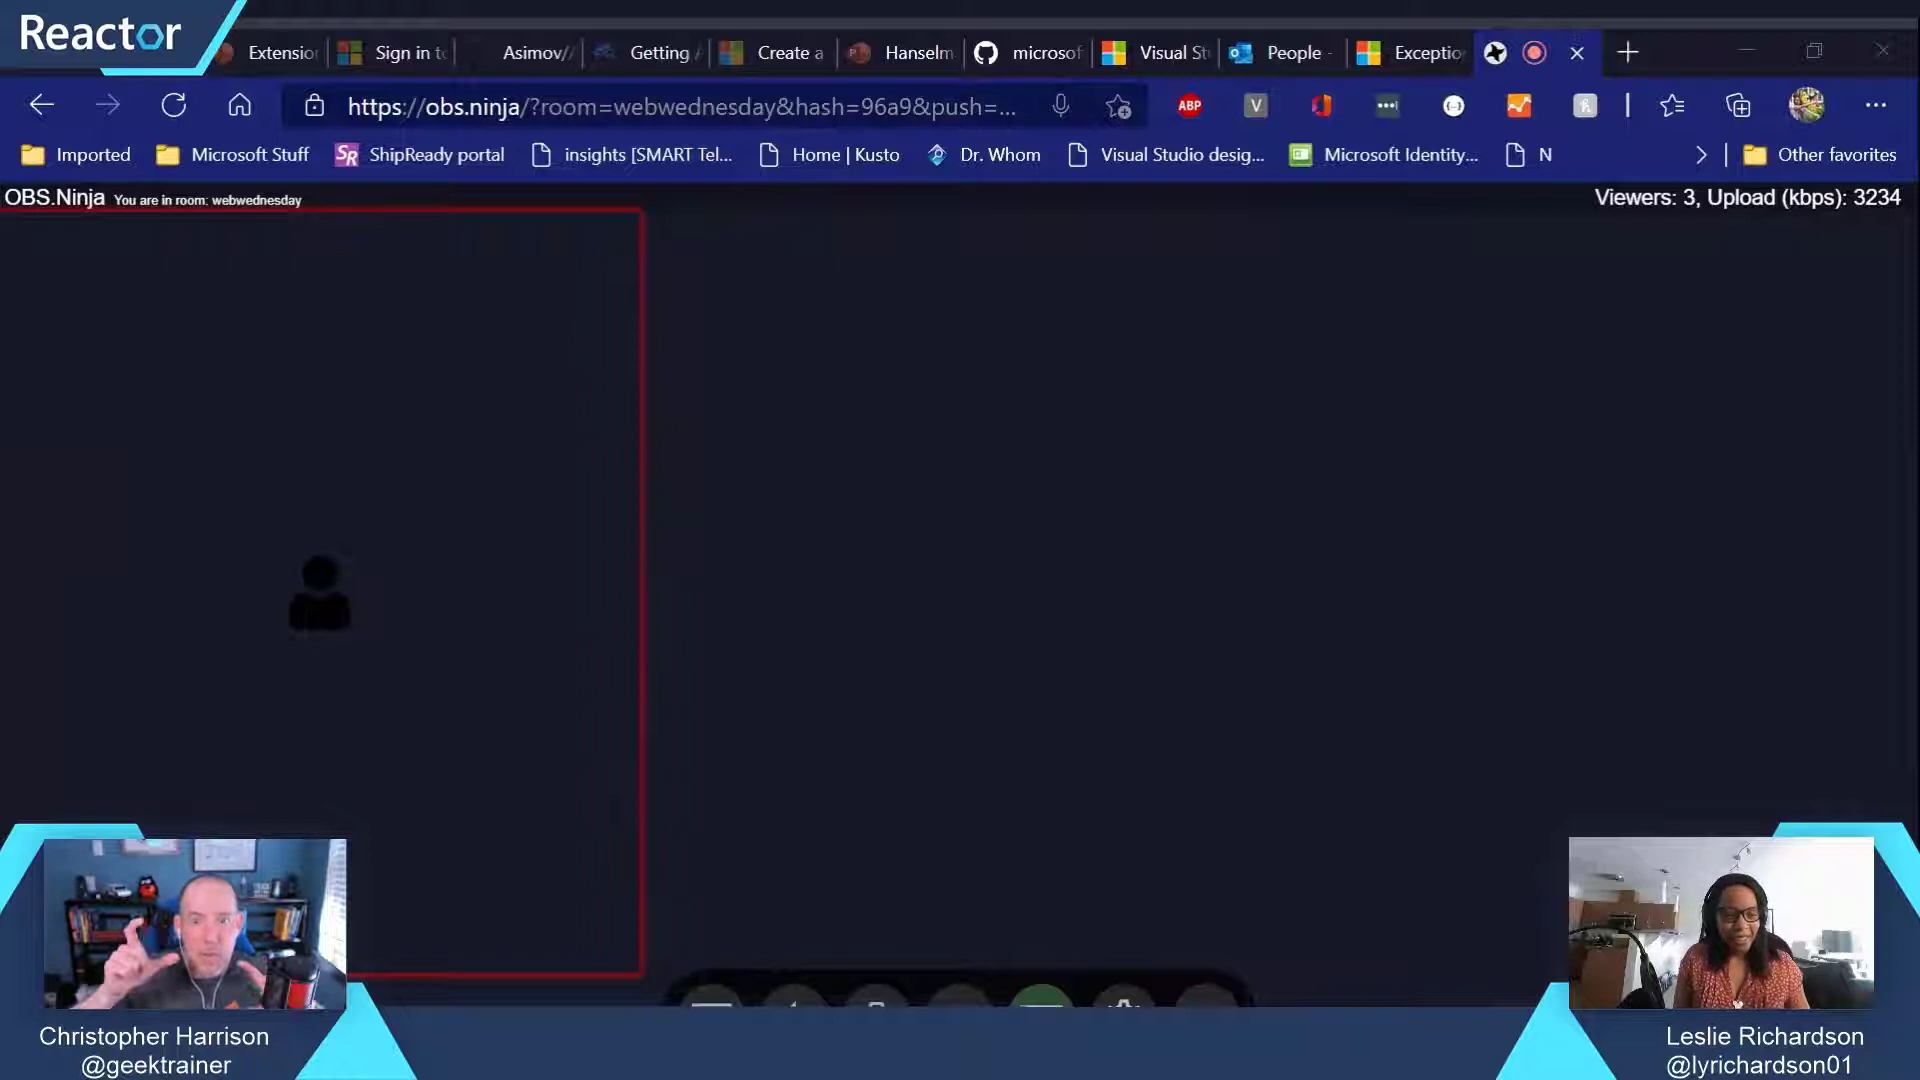 Reactor
Extension
Sign in to
Asimov//
Getting A
Create a
Hanselm
microsof
Visual St
People -
Exceptio
https://obs.ninja/?room=webwednesday&hash=96a9&push=...
ABP
V
Imported
Microsoft Stuff
SR
ShipReady portal
insights [SMART Tel...
Home | Kusto
Dr. Whom
Visual Studio desig...
Microsoft Identity...
N
Other favorites
OBS.Ninja You are in room: webwednesday
Viewers: 3, Upload (kbps): 3234
Christopher Harrison
@geektrainer
Leslie Richardson
@lyrichardson01